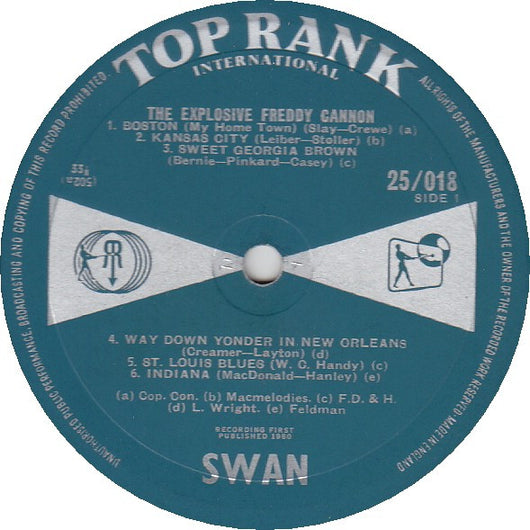 TOP RANK
INTERNATIONAL
THE EXPLOSIVE FREDDY CANNON
1. BOSTON (My Home Town) (Slay—Crewe) (a)
2. KANSAS CITY (Leiber—Stoller) (b)
3. SWEET GEORGIA BROWN
(Bernie—Pinkard—Casey) (c)
25/018
SIDE 1
4. WAY DOWN YONDER IN NEW ORLEANS
(Creamer—Layton) (d)
5. ST. LOUIS BLUES (W. C. Handy) (c)
6. INDIANA (MacDonald—Hanley) (e)
(a) Cop. Con. (b) Macmelodies. (c) F.D. & H.
(d) L. Wright. (e) Feldman
RECORDING FIRST
PUBLISHED 1960
SWAN
UNAUTHORISED PUBLIC PERFORMANCE, BROADCASTING AND COPYING OF THIS RECORD PROHIBITED.
ALL RIGHTS OF THE MANUFACTURERS AND THE OWNER OF THE RECORDED WORK RESERVED-MADE IN ENGLAND